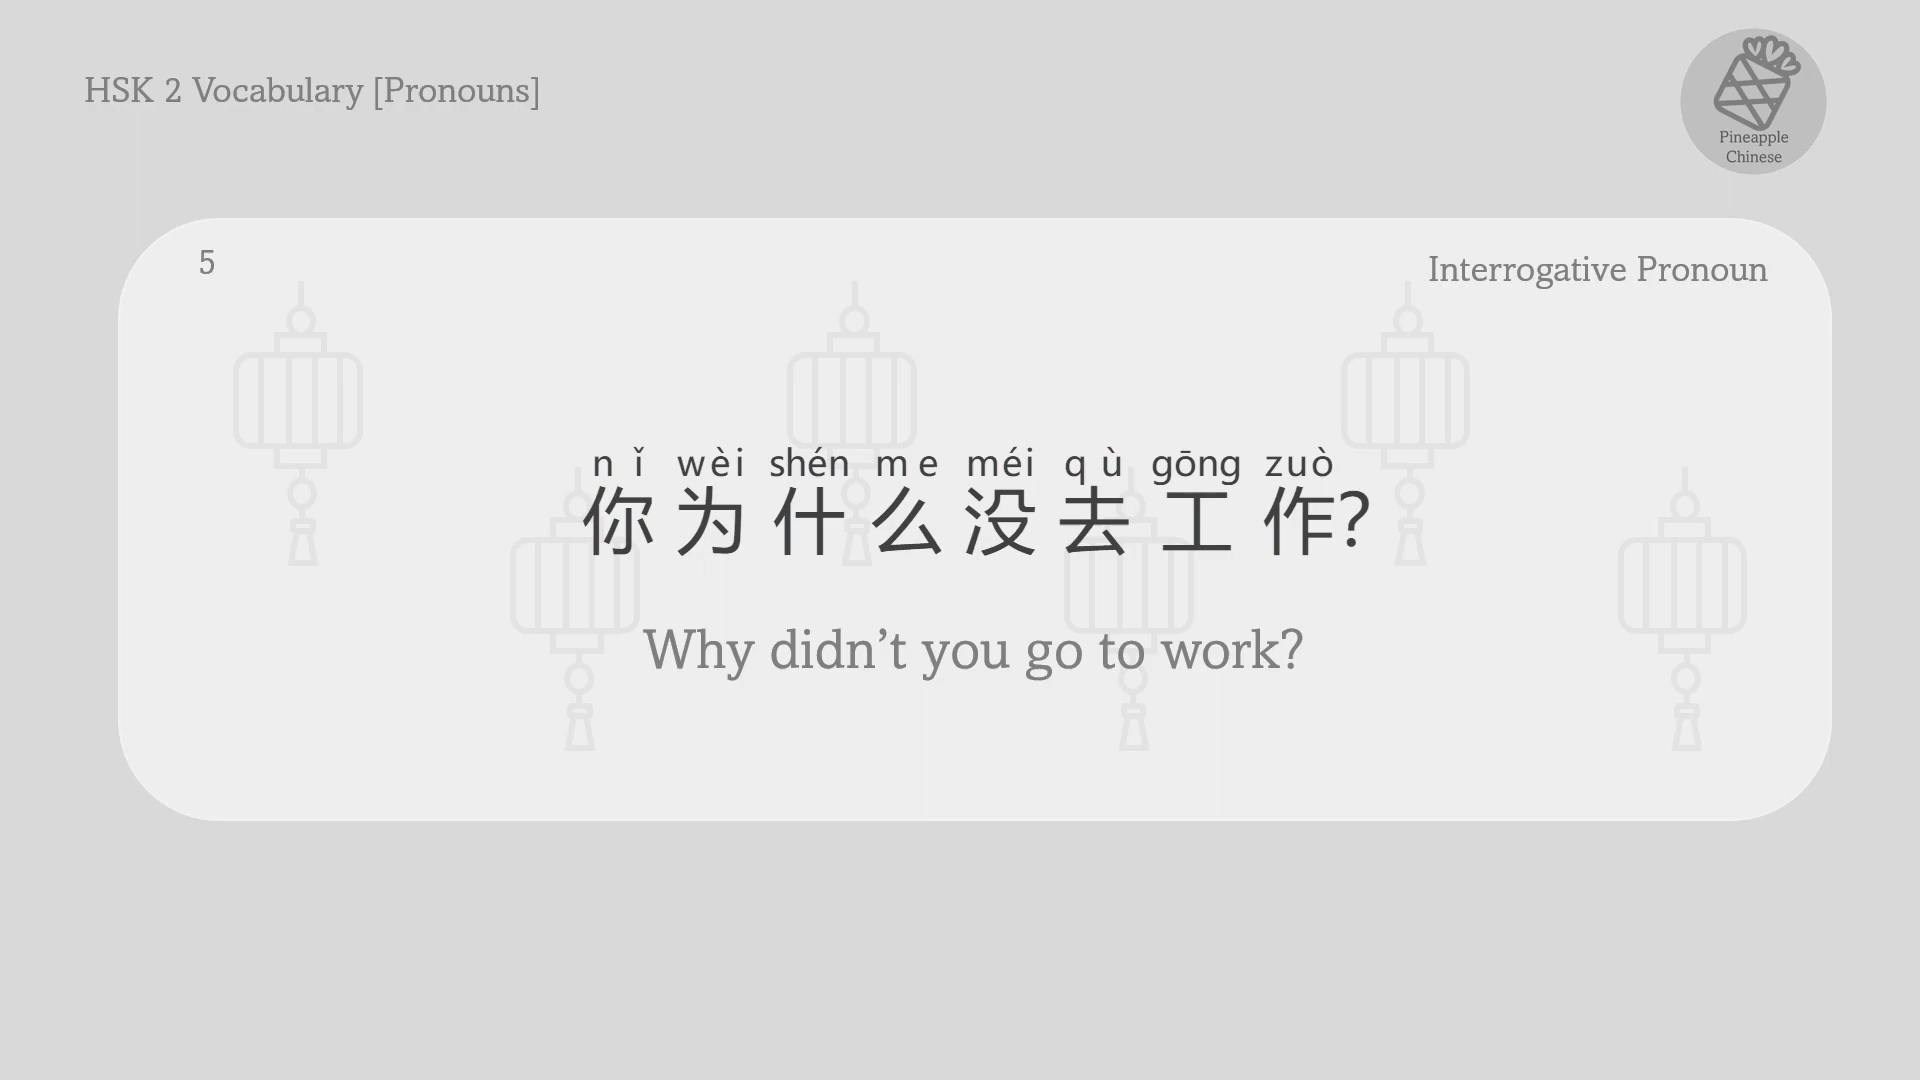 HSK 2 Vocabulary [Pronouns]
Pineapple
Chinese
5
Interrogative Pronoun
nǐ wèi shén me méi qù gōng zuò
你为什么没去工作?
Why didn’t you go to work?